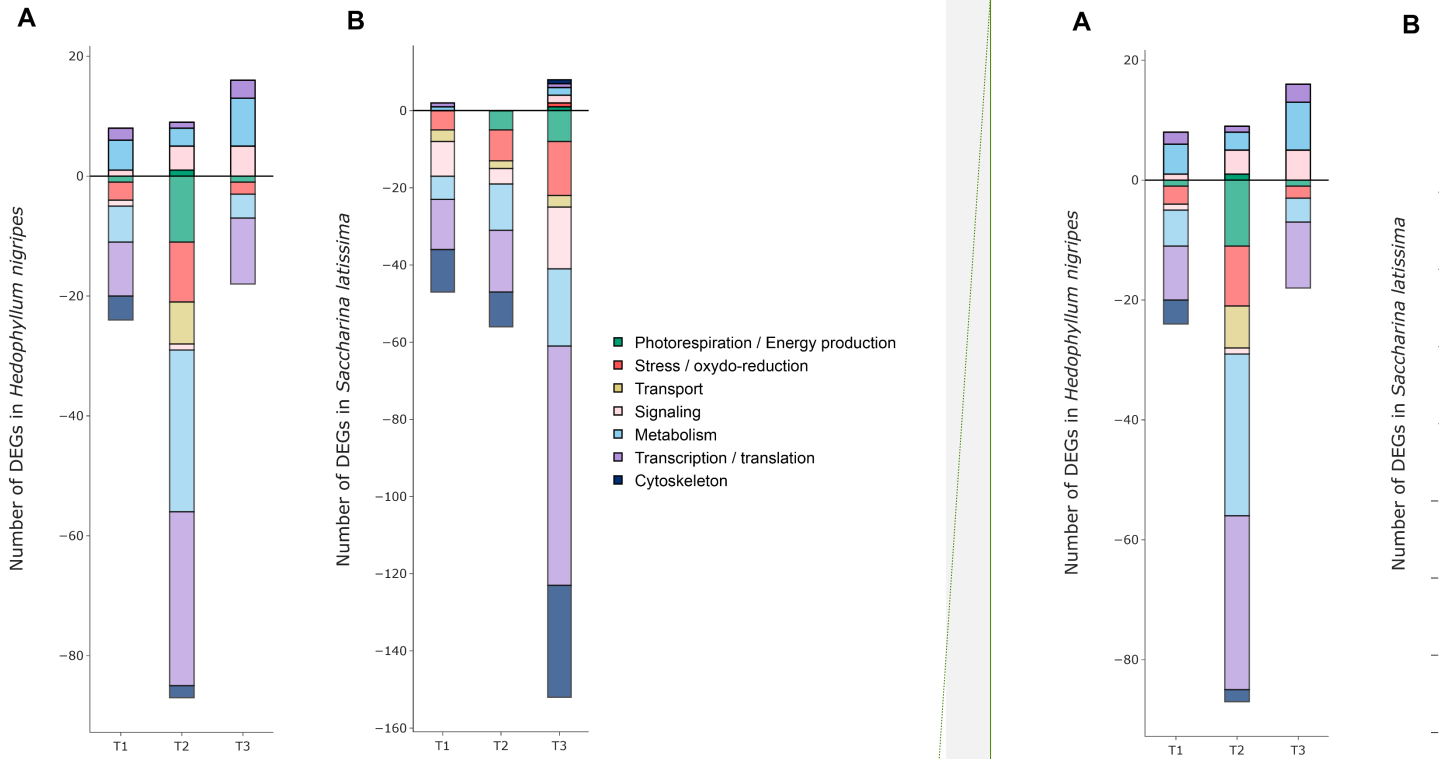 A
Number of DEGs in Hedophyllum nigripes
20
0
−20
−40
−60
−80
T1 T2 T3
B
Number of DEGs in Saccharina latissima
0
−20
−40
−60
−80
−100
−120
−140
−160
T1 T2 T3
Photorespiration / Energy production
Stress / oxydo-reduction
Transport
Signaling
Metabolism
Transcription / translation
Cytoskeleton
A
Number of DEGs in Hedophyllum nigripes
20
0
−20
−40
−60
−80
T1 T2 T3
B
Number of DEGs in Saccharina latissima